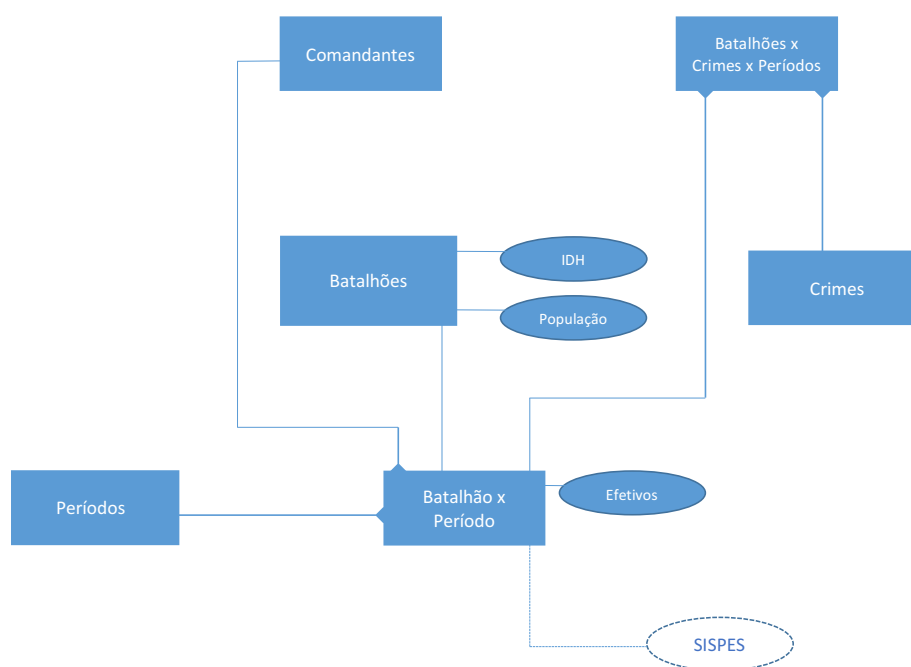 Comandantes
Batalhões x
Crimes x Períodos
Batalhões
IDH
População
Crimes
Períodos
Batalhão x
Período
Efetivos
SISPES